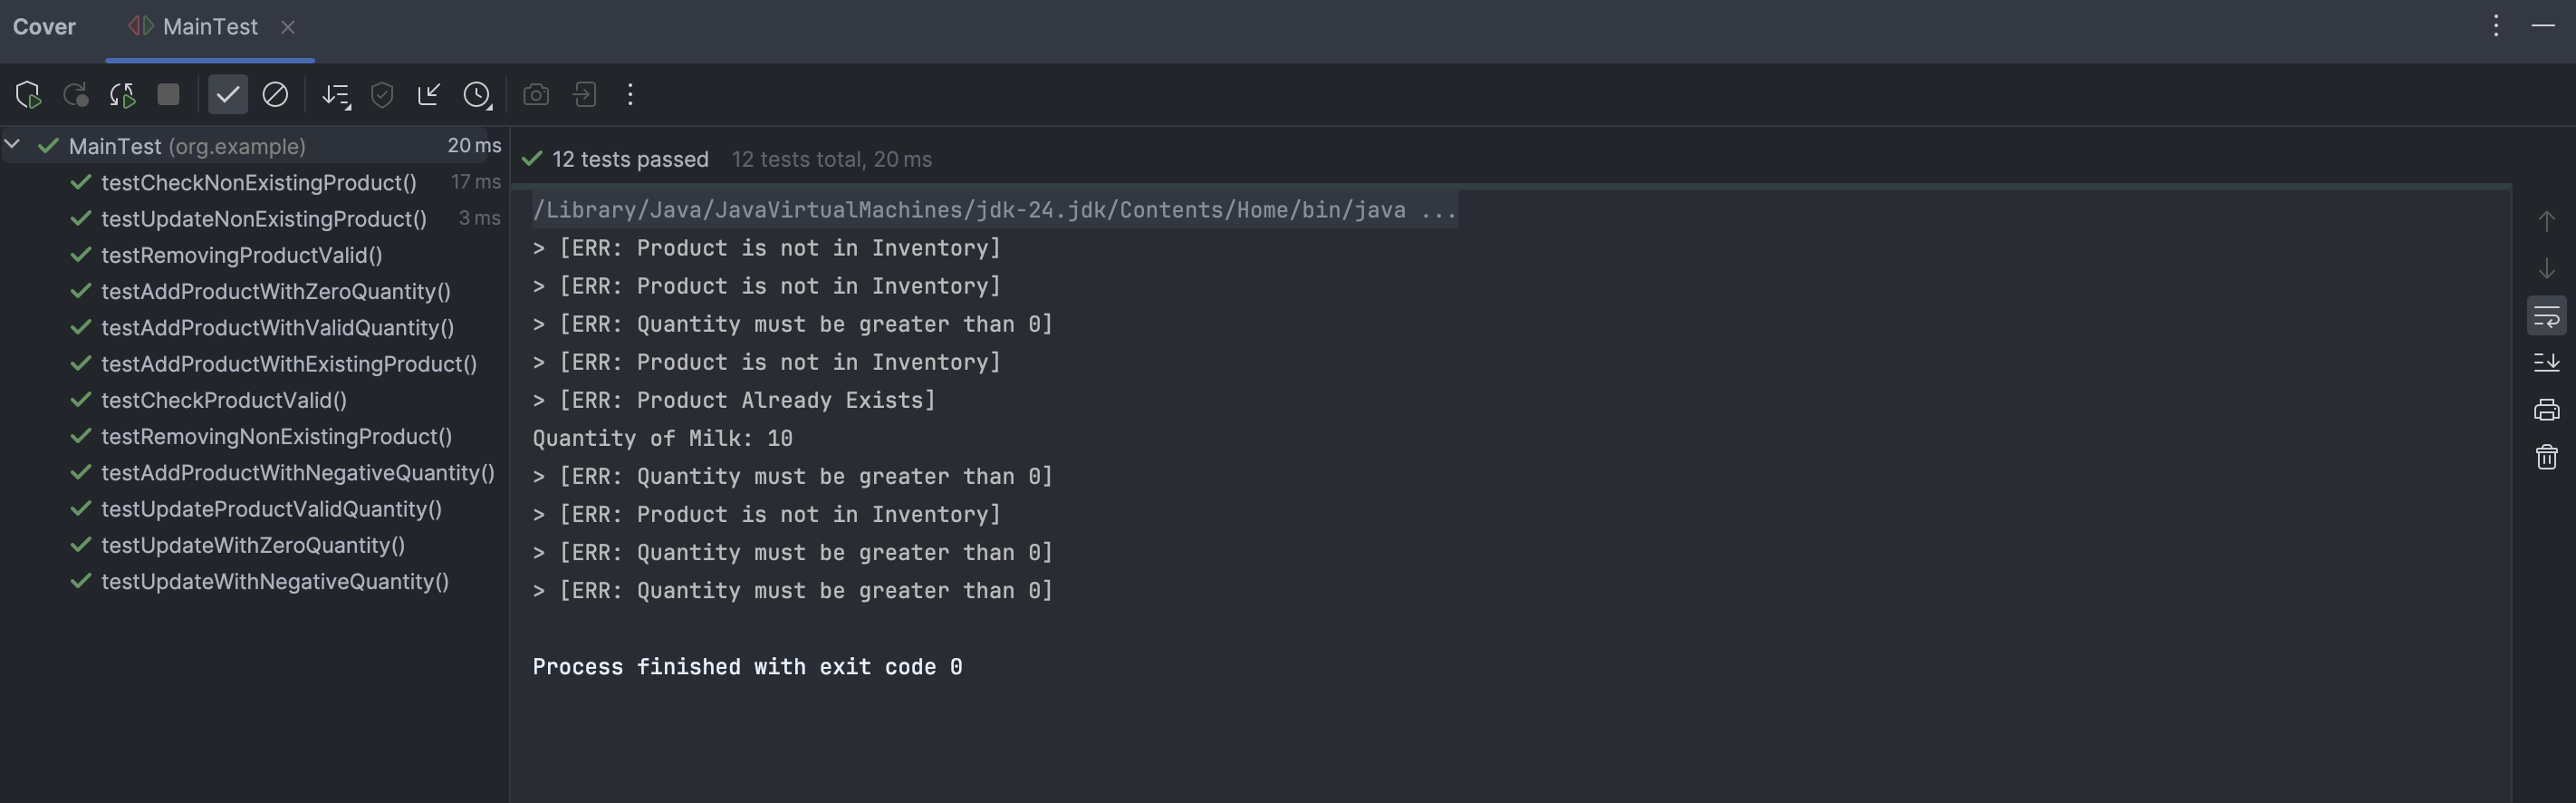 Cover MainTest
MainTest (org.example) 20 ms
testCheckNonExistingProduct() 17 ms
testUpdateNonExistingProduct() 3 ms
testRemovingProductValid()
testAddProductWithZeroQuantity()
testAddProductWithValidQuantity()
testAddProductWithExistingProduct()
testCheckProductValid()
testRemovingNonExistingProduct()
testAddProductWithNegativeQuantity()
testUpdateProductValidQuantity()
testUpdateWithZeroQuantity()
testUpdateWithNegativeQuantity()
12 tests passed 12 tests total, 20 ms
/Library/Java/JavaVirtualMachines/jdk-24.jdk/Contents/Home/bin/java ...
> [ERR: Product is not in Inventory]
> [ERR: Product is not in Inventory]
> [ERR: Quantity must be greater than 0]
> [ERR: Product is not in Inventory]
> [ERR: Product Already Exists]
Quantity of Milk: 10
> [ERR: Quantity must be greater than 0]
> [ERR: Product is not in Inventory]
> [ERR: Quantity must be greater than 0]
> [ERR: Quantity must be greater than 0]
Process finished with exit code 0